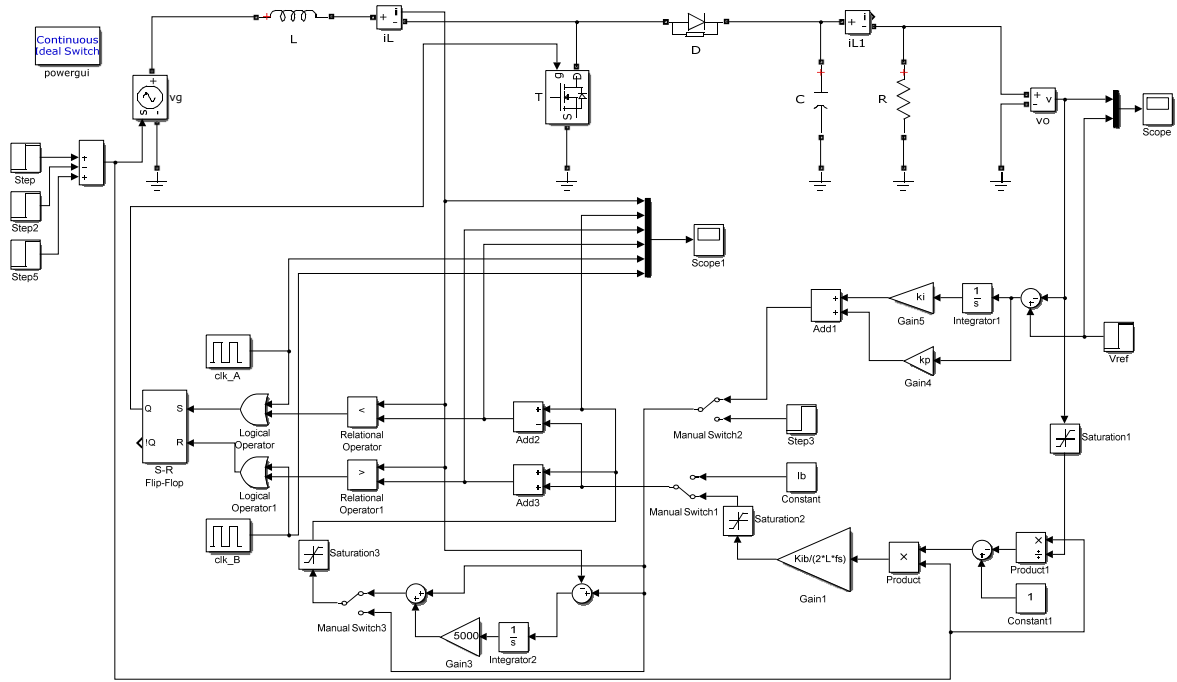 Continuous
Ideal Switch
powergui
+
vg
s
-
L
i
iL
g
D
S
T
D
C
R
i
iL1
v
vo
Scope
Step
Step2
Step5
Scope1
clk_A
clk_B
Q
S
!Q
R
S-R
Flip-Flop
Logical
Operator
Logical
Operator1
<
Relational
Operator
>
Relational
Operator1
Add2
Add3
Add1
ki
Gain5
1
s
Integrator1
kp
Gain4
Vref
Manual Switch2
Step3
Ib
Constant
Manual Switch1
Saturation1
Saturation2
Saturation3
Manual Switch3
5000
Gain3
1
s
Integrator2
Kib/(2*L*fs)
Gain1
×
Product
×
÷
Product1
1
Constant1